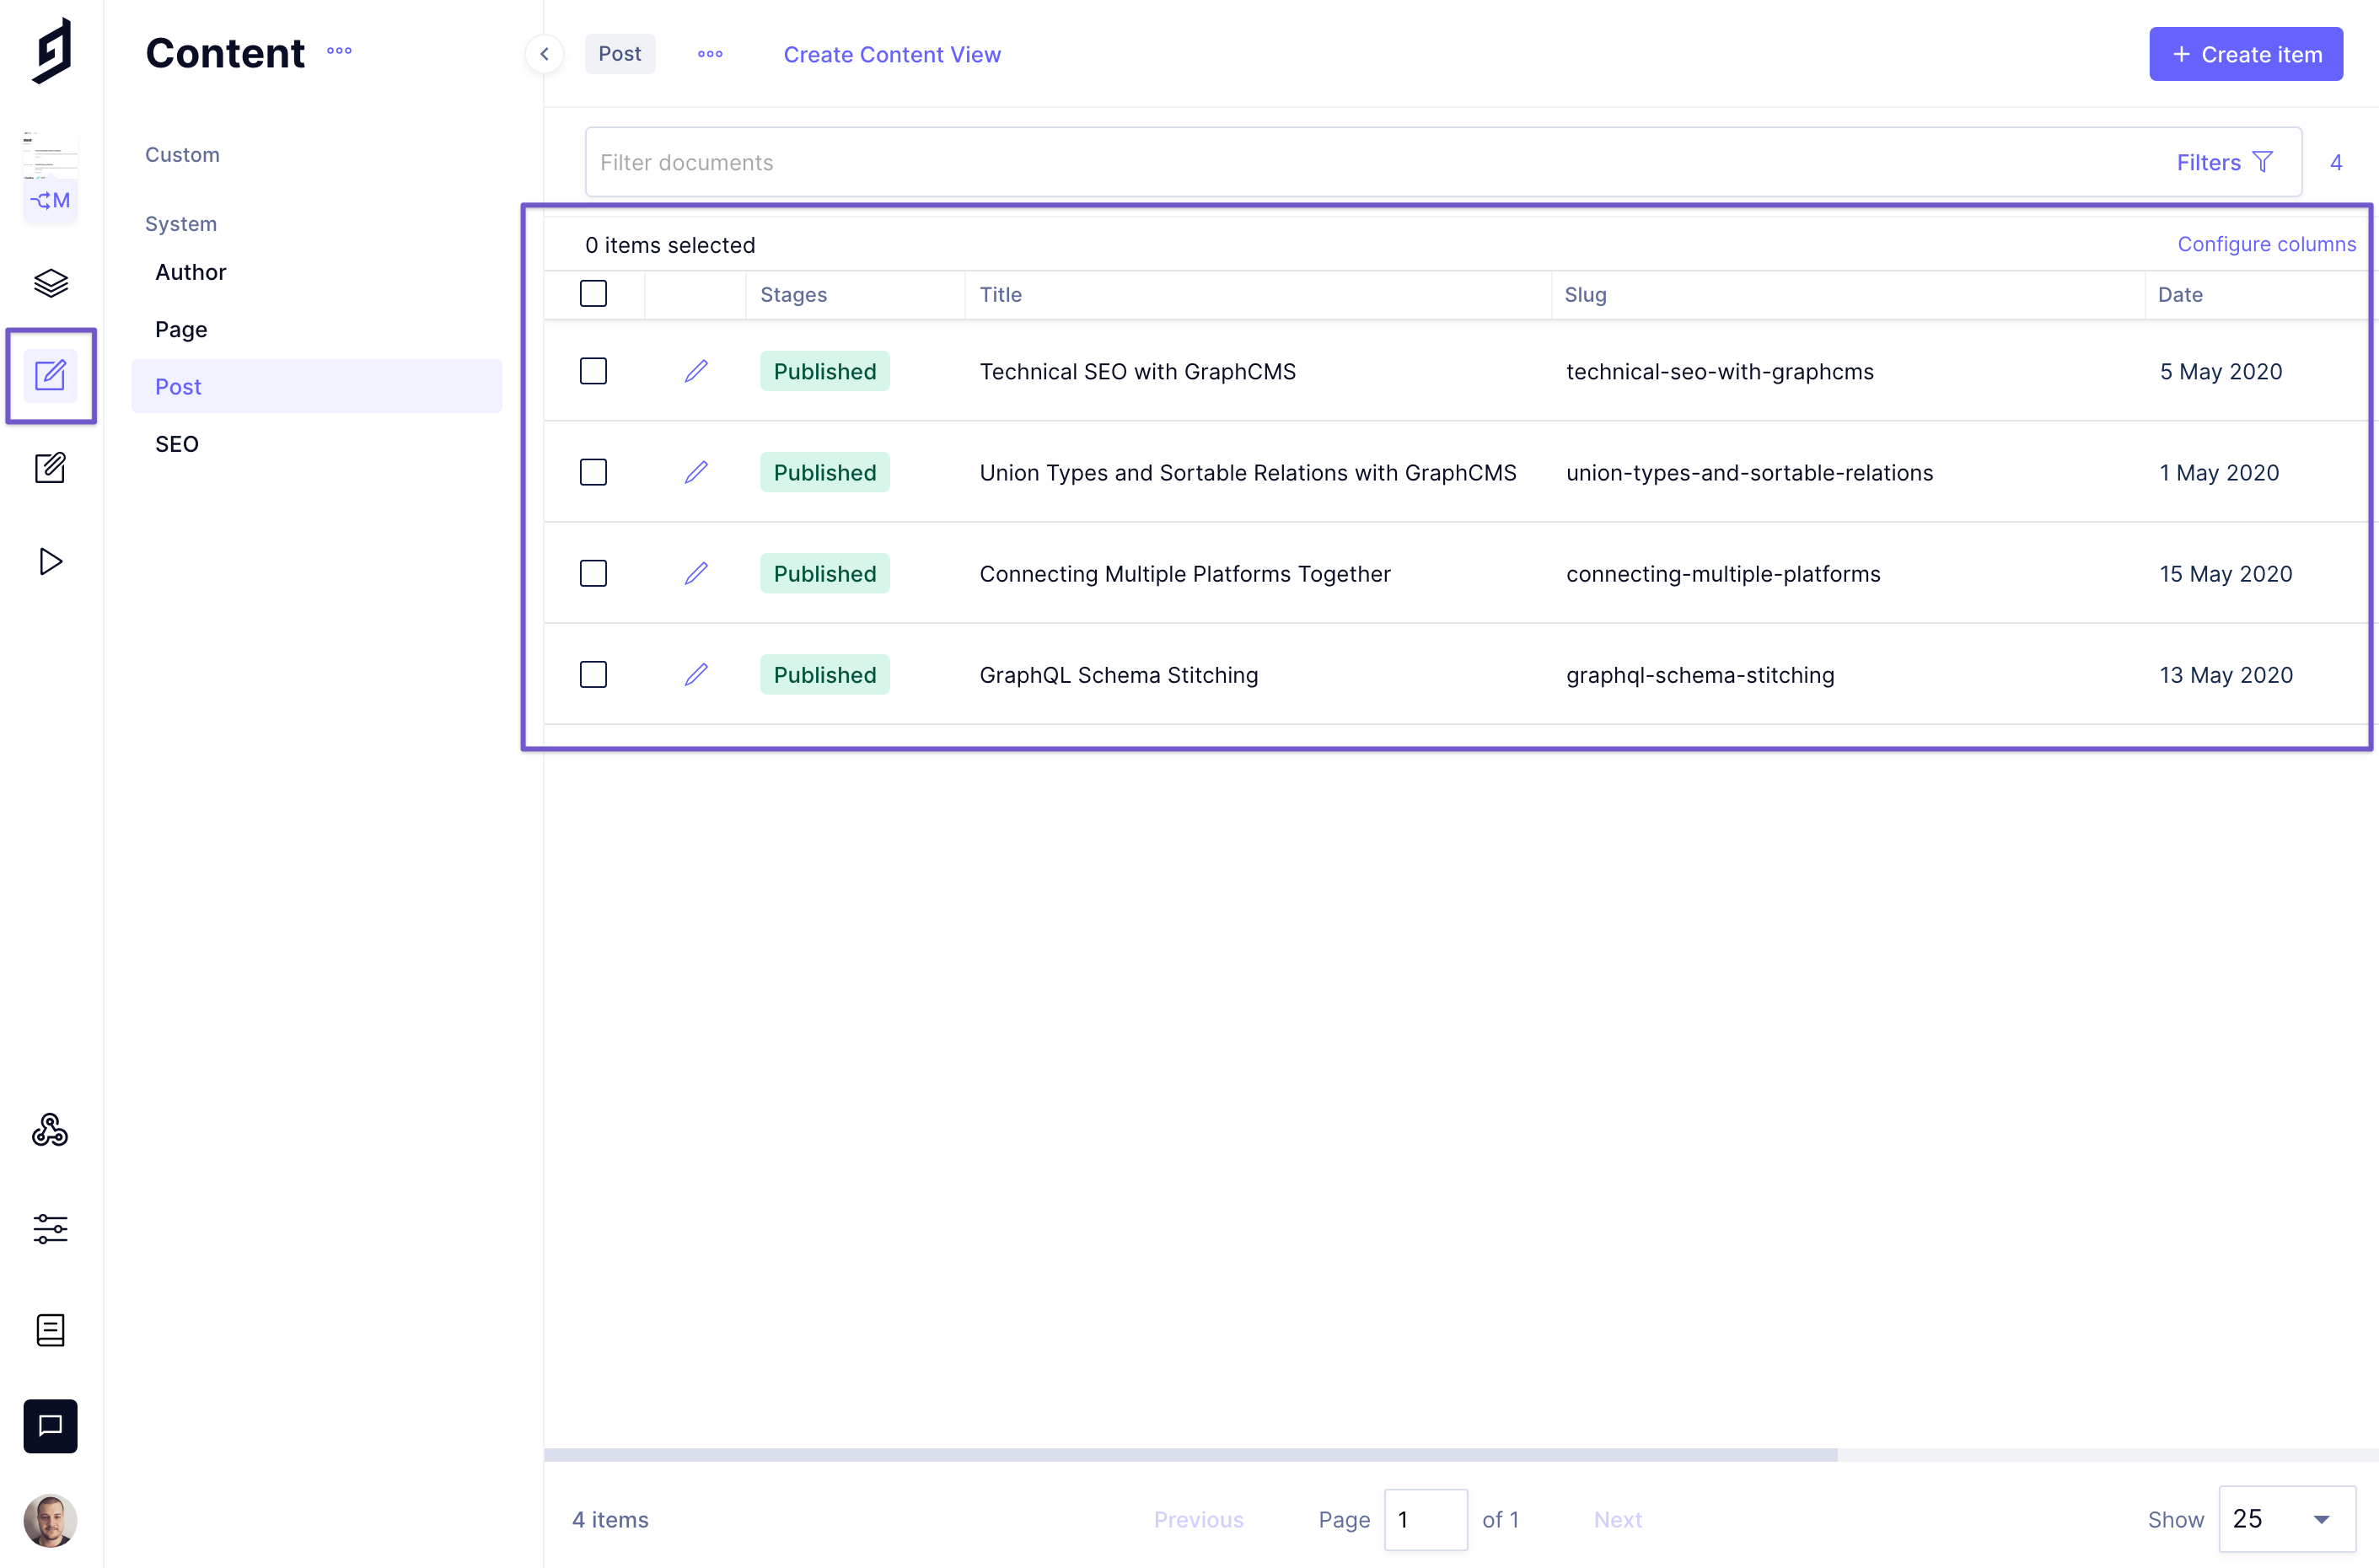 Content
Post
Create Content View
+ Create item
Custom
Filter documents
Filters
4
M
System
0 items selected
Configure columns
Author
Stages
Title
Slug
Date
Page
Published
Technical SEO with GraphCMS
technical-seo-with-graphcms
5 May 2020
Post
SEO
Published
Union Types and Sortable Relations with GraphCMS
union-types-and-sortable-relations
1 May 2020
Published
Connecting Multiple Platforms Together
connecting-multiple-platforms
15 May 2020
Published
GraphQL Schema Stitching
graphql-schema-stitching
13 May 2020
4 items
Previous
Page
1
of 1
Next
Show
25